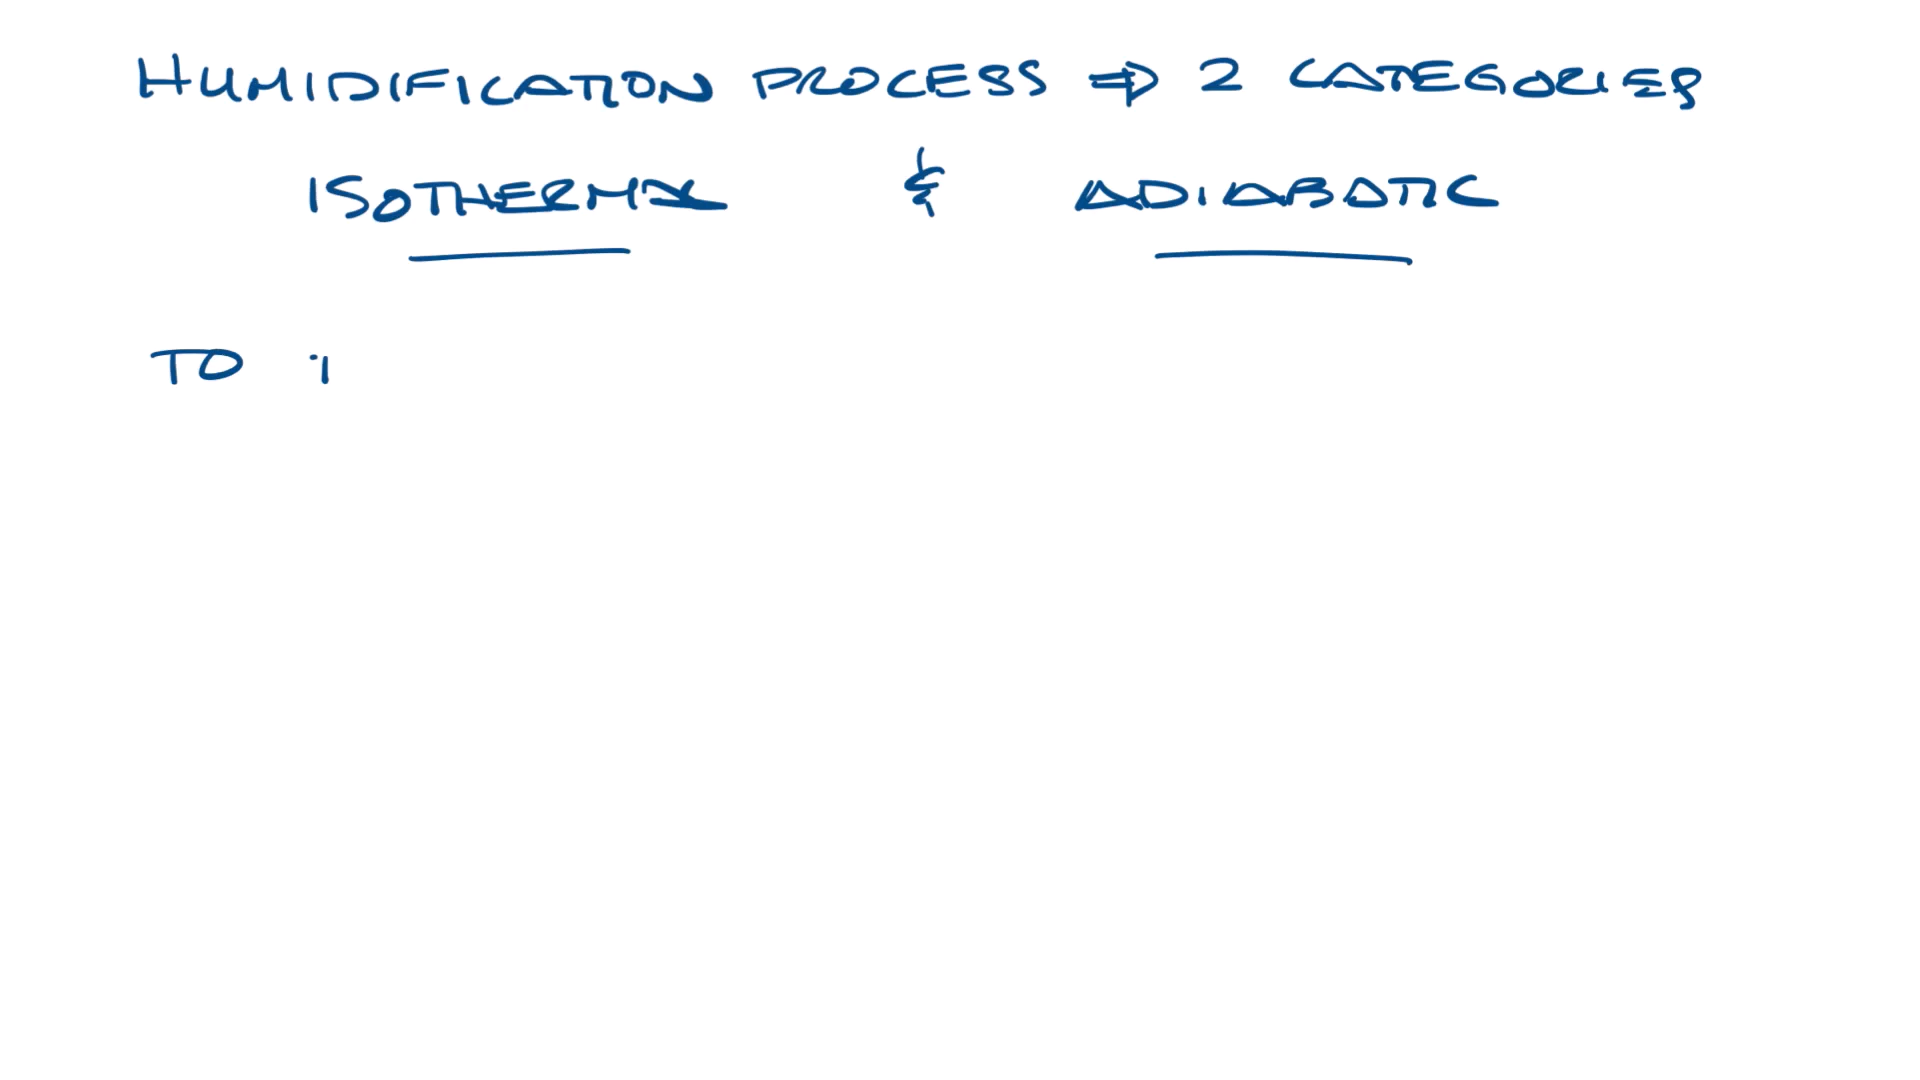 HUMIDIFICATION PROCESS ⇒ 2 CATEGORIES
ISOTHERMAL & ADIABATIC
TO